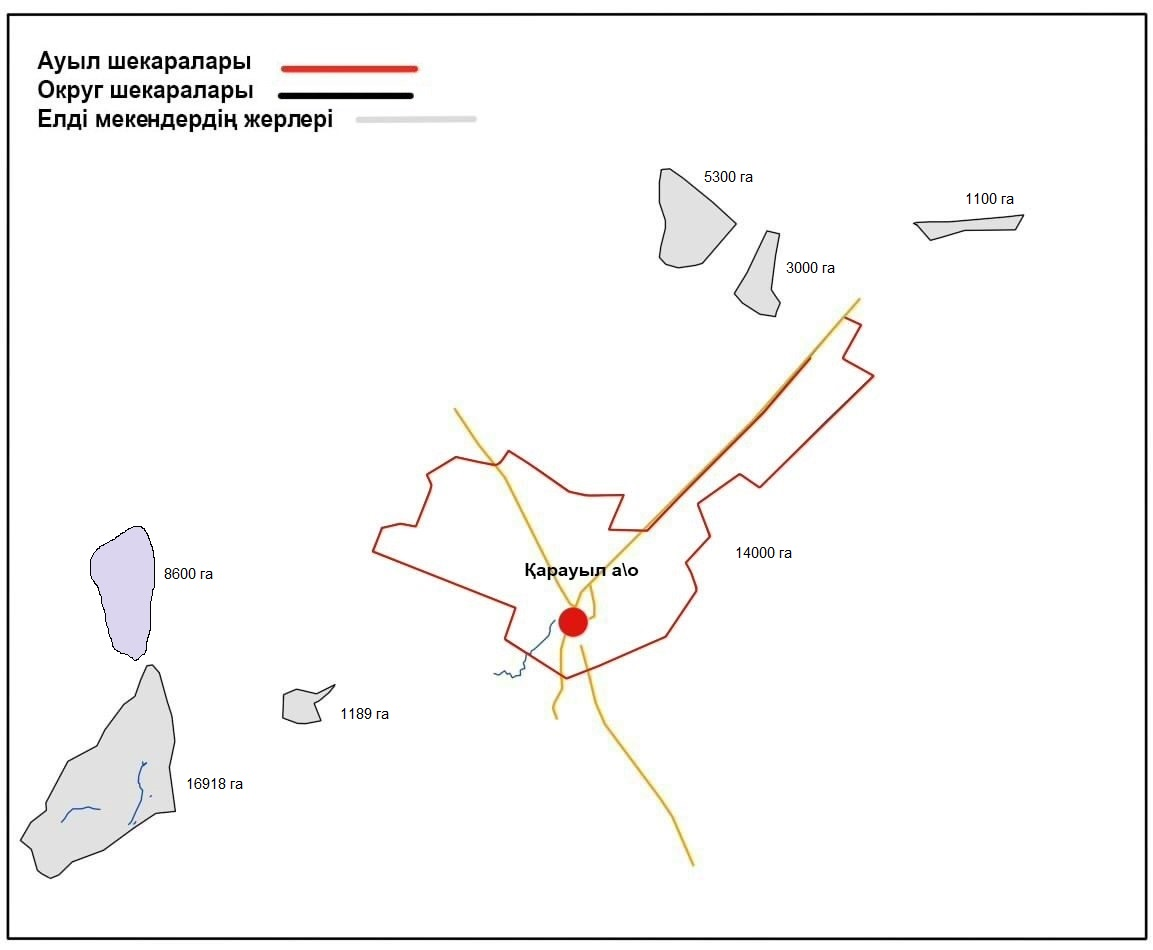 Ауыл шекаралары
Округ шекаралары
Елді мекендердің жерлері
5300 га
1100 га
3000 га
14000 га
Қарауыл а\о
8600 га
1189 га
16918 га